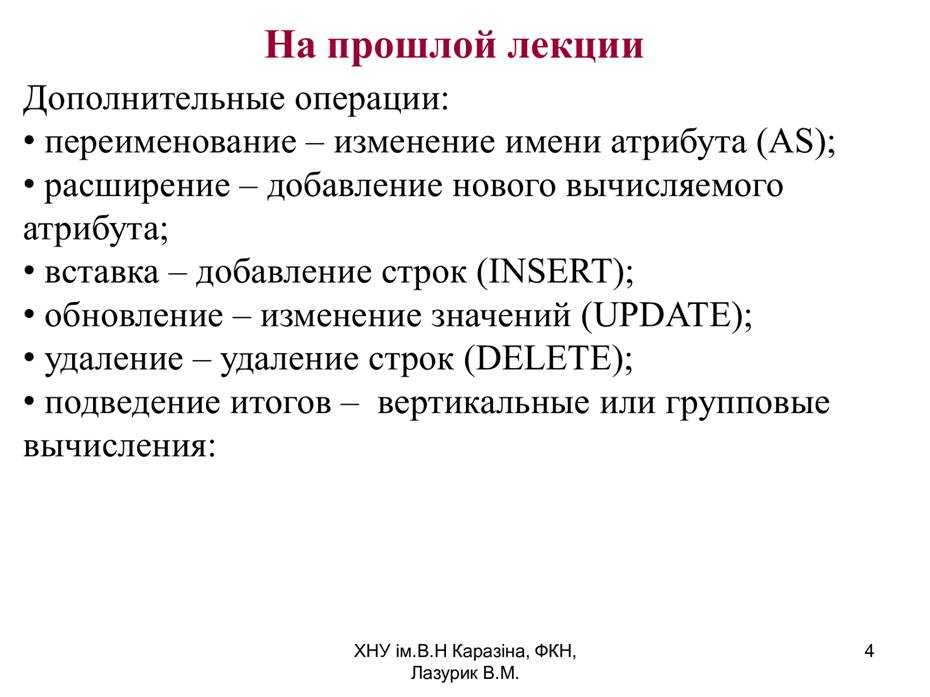 На прошлой лекции
Дополнительные операции:
• переименование – изменение имени атрибута (AS);
• расширение – добавление нового вычисляемого
атрибута;
• вставка – добавление строк (INSERT);
• обновление – изменение значений (UPDATE);
• удаление – удаление строк (DELETE);
• подведение итогов –  вертикальные или групповые
вычисления:
ХНУ ім.В.Н Каразіна, ФКН,
Лазурик В.М.
4